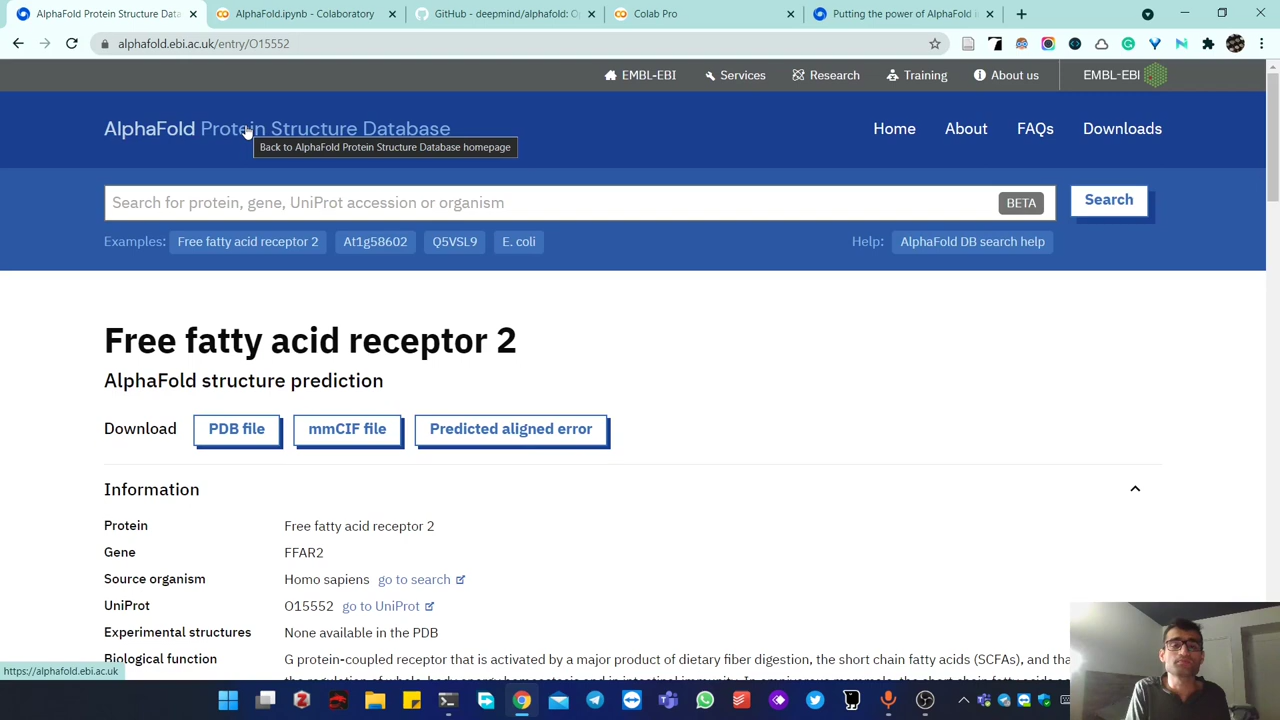 AlphaFold Protein Structure Data
AlphaFold.ipynb - Colaboratory
GitHub - deepmind/alphafold: Op
Colab Pro
Putting the power of AlphaFold i
alphafold.ebi.ac.uk/entry/O15552
EMBL-EBI
Services
Research
Training
About us
EMBL-EBI
AlphaFold Protein Structure Database
Home
About
FAQs
Downloads
Back to AlphaFold Protein Structure Database homepage
Search for protein, gene, UniProt accession or organism
BETA
Search
Examples:
Free fatty acid receptor 2
At1g58602
Q5VSL9
E. coli
Help:
AlphaFold DB search help
Free fatty acid receptor 2
AlphaFold structure prediction
Download
PDB file
mmCIF file
Predicted aligned error
Information
Protein
Free fatty acid receptor 2
Gene
FFAR2
Source organism
Homo sapiens go to search
UniProt
O15552 go to UniProt
Experimental structures
None available in the PDB
Biological function
G protein-coupled receptor that is activated by a major product of dietary fiber digestion, the short chain fatty acids (SCFAs), and tha
https://alphafold.ebi.ac.uk